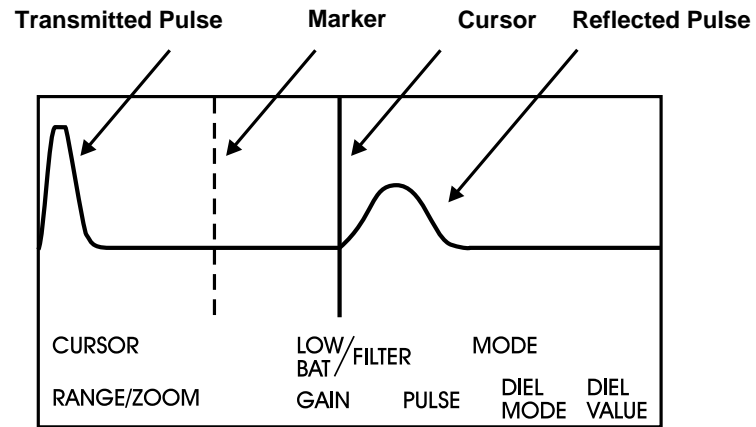 Transmitted Pulse Marker Cursor Reflected Pulse
CURSOR LOW BAT/FILTER MODE
RANGE/ZOOM GAIN PULSE DIEL MODE DIEL VALUE